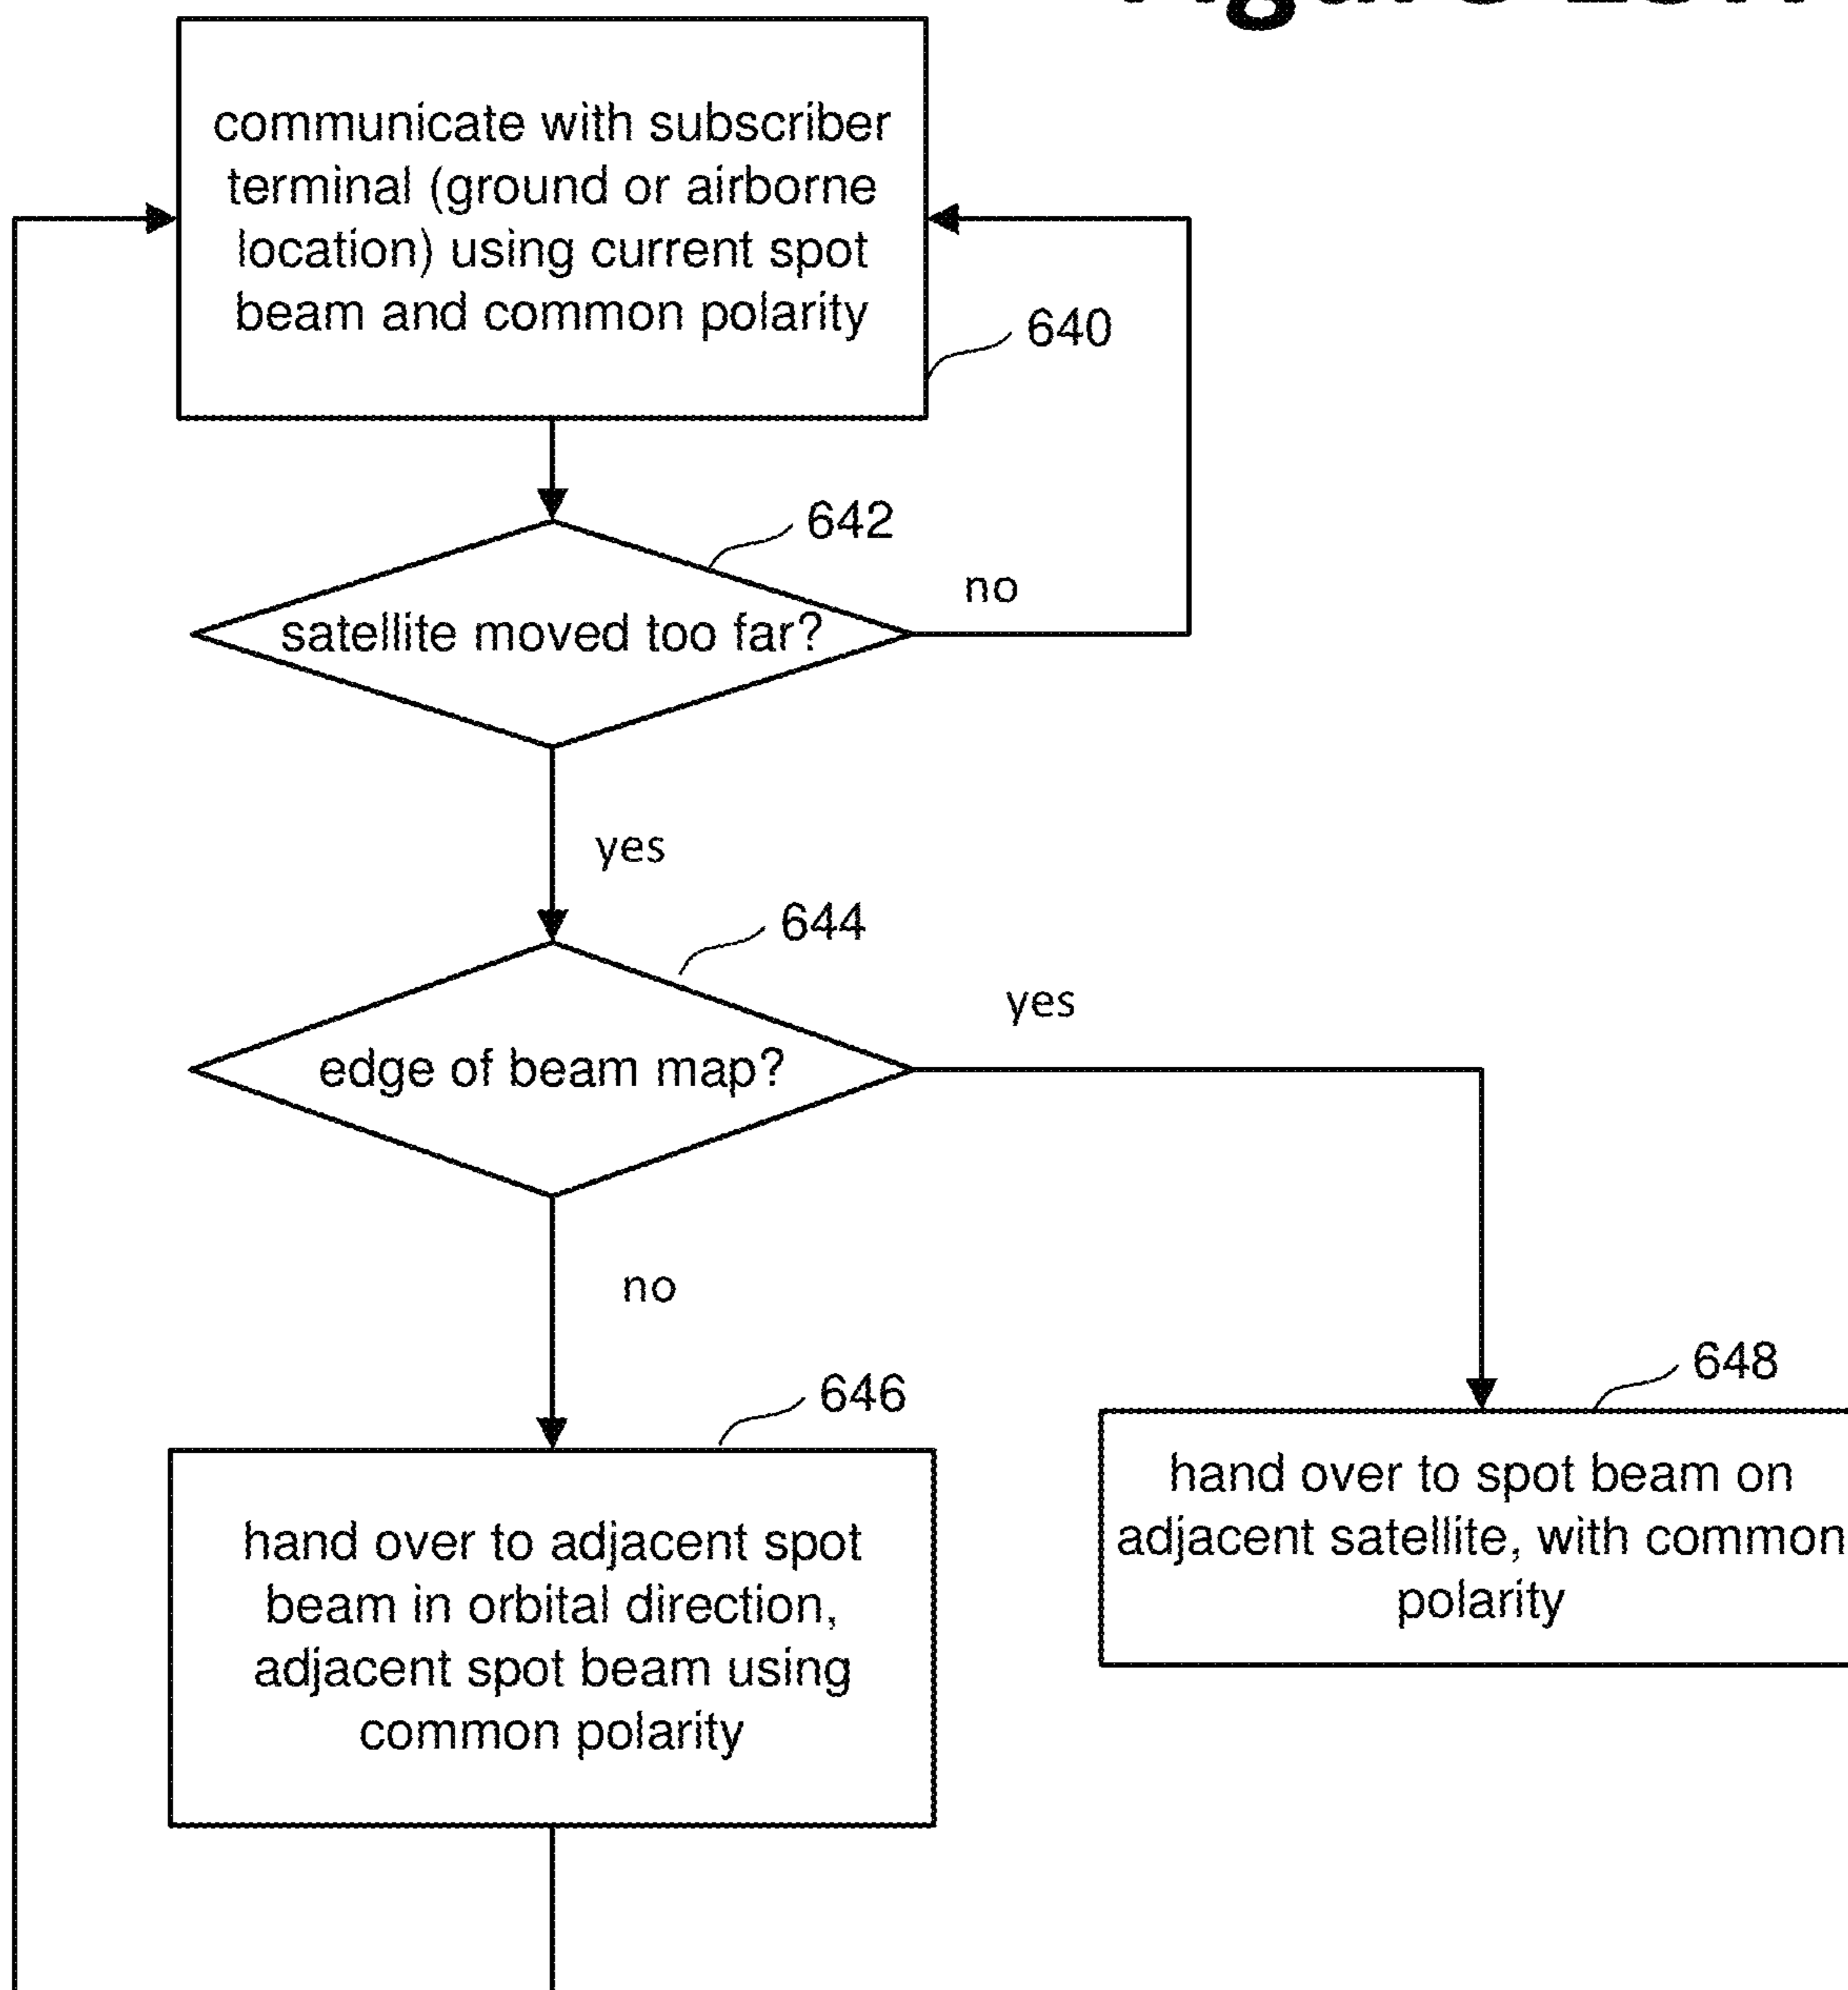 communicate with subscriber
terminal (ground or airborne
location) using current spot
beam and common polarity
640
642
satellite moved too far?
no
yes
644
edge of beam map?
yes
no
646
hand over to adjacent spot
beam in orbital direction,
adjacent spot beam using
common polarity
648
hand over to spot beam on
adjacent satellite, with common
polarity